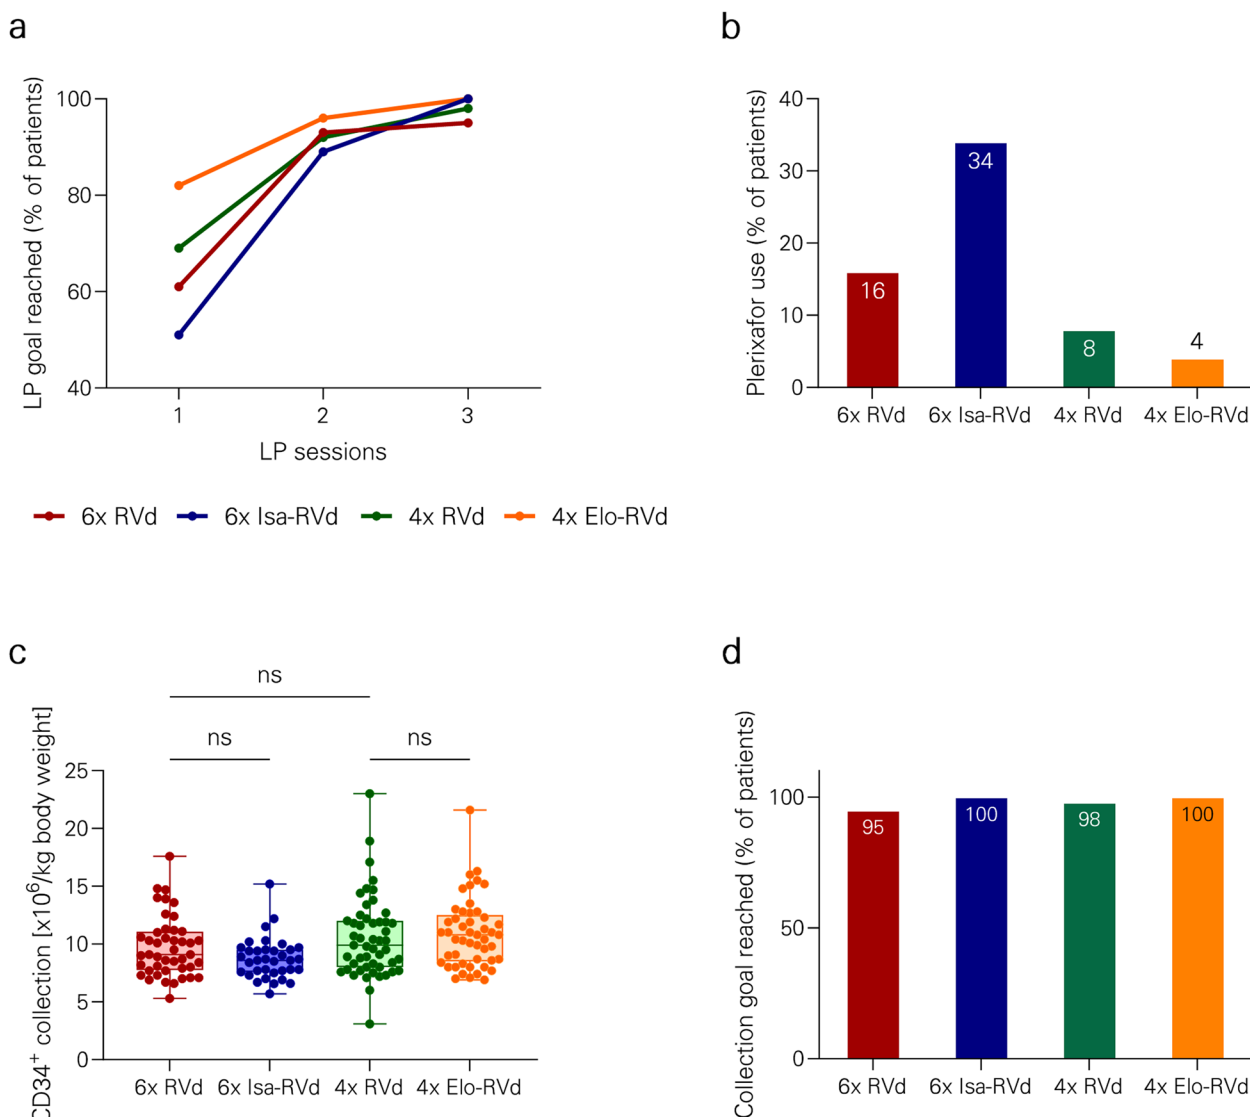 a
LP goal reached (% of patients)
100
80
60
40
1 2 3
LP sessions
6x RVd 6x Isa-RVd 4x RVd 4x Elo-RVd
b
Plerixafor use (% of patients)
40
30
20
10
0
16
34
8
4
6x RVd 6x Isa-RVd 4x RVd 4x Elo-RVd
c
CD34⁺ collection [x10⁶/kg body weight]
ns
ns ns
25
20
15
10
5
0
6x RVd 6x Isa-RVd 4x RVd 4x Elo-RVd
d
Collection goal reached (% of patients)
100
50
0
95
100
98
100
6x RVd 6x Isa-RVd 4x RVd 4x Elo-RVd